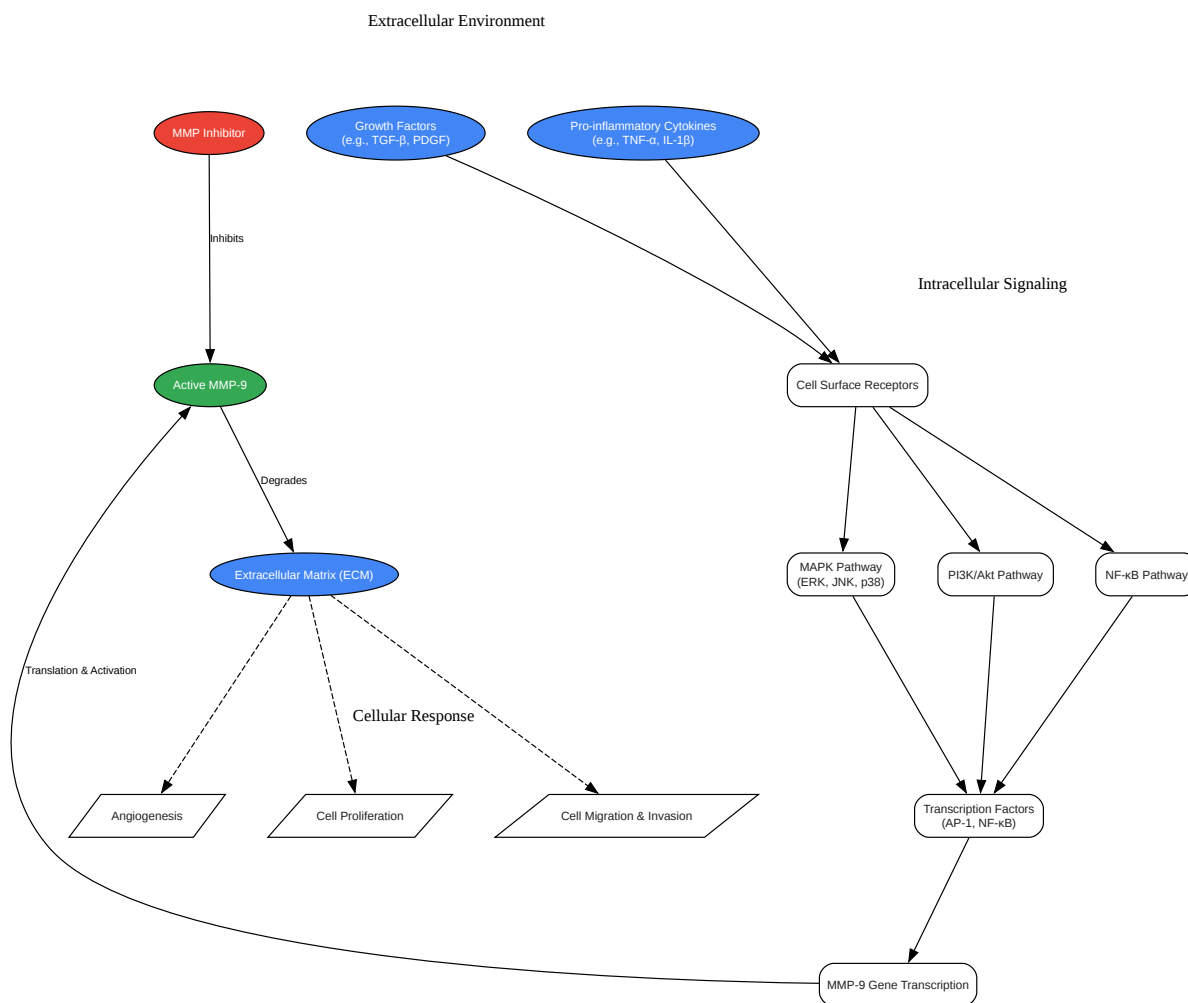 Extracellular Environment
MMP Inhibitor
Growth Factors
(e.g., TGF-β, PDGF)
Pro-inflammatory Cytokines
(e.g., TNF-α, IL-1β)
Inhibits
Intracellular Signaling
Active MMP-9
Cell Surface Receptors
Degrades
Extracellular Matrix (ECM)
MAPK Pathway
(ERK, JNK, p38)
PI3K/Akt Pathway
NF-κB Pathway
Translation & Activation
Cellular Response
Angiogenesis
Cell Proliferation
Cell Migration & Invasion
Transcription Factors
(AP-1, NF-κB)
MMP-9 Gene Transcription